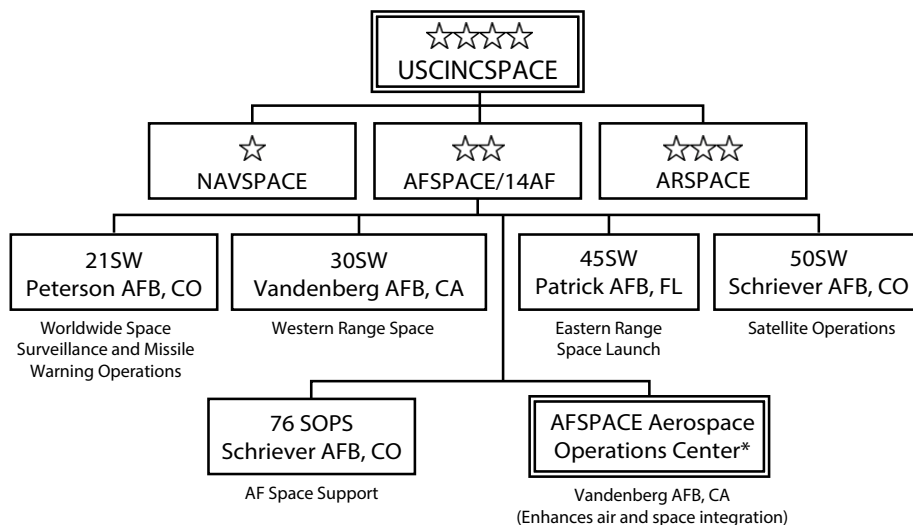 USCINCSPACE
NAVSPACE
AFSPACE/14AF
ARSPACE
21SW
Peterson AFB, CO
Worldwide Space
Surveillance and Missile
Warning Operations
30SW
Vandenberg AFB, CA
Western Range Space
45SW
Patrick AFB, FL
Eastern Range
Space Launch
50SW
Schriever AFB, CO
Satellite Operations
76 SOPS
Schriever AFB, CO
AF Space Support
AFSPACE Aerospace
Operations Center*
Vandenberg AFB, CA
(Enhances air and space integration)